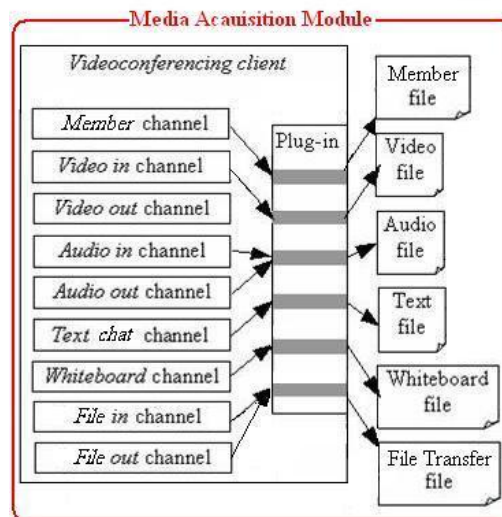 Media Acauisition Module
Videoconferencing client
Member channel
Video in channel
Video out channel
Audio in channel
Audio out channel
Text chat channel
Whiteboard channel
File in channel
File out channel
Plug-in
Member
file
Video
file
Audio
file
Text
file
Whiteboard
file
File Transfer
file